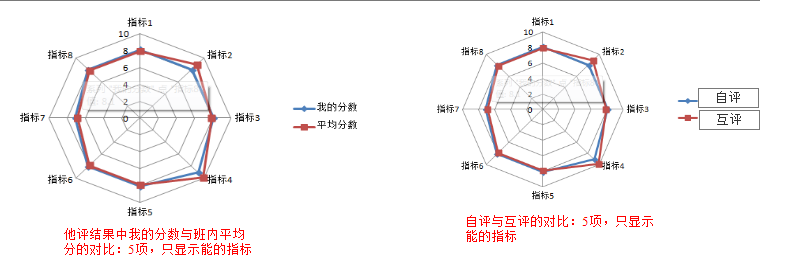 指标1
10
8
6
4
2
0
指标2
指标3
指标4
指标5
指标6
指标7
指标8
我的分数
平均分数
他评结果中我的分数与班内平均
分的对比：5项，只显示能的指标
指标1
10
8
6
4
2
0
指标2
指标3
指标4
指标5
指标6
指标7
指标8
自评
互评
自评与互评的对比：5项，只显示
能的指标